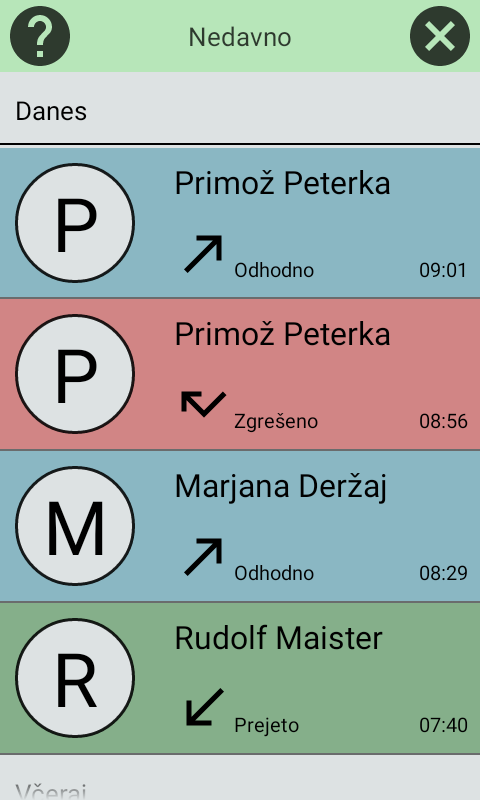 ?
Nedavno
Danes
P
Primož Peterka
Odhodno
09:01
P
Primož Peterka
Zgrešeno
08:56
M
Marjana Deržaj
Odhodno
08:29
R
Rudolf Maister
Prejeto
07:40
Včeraj